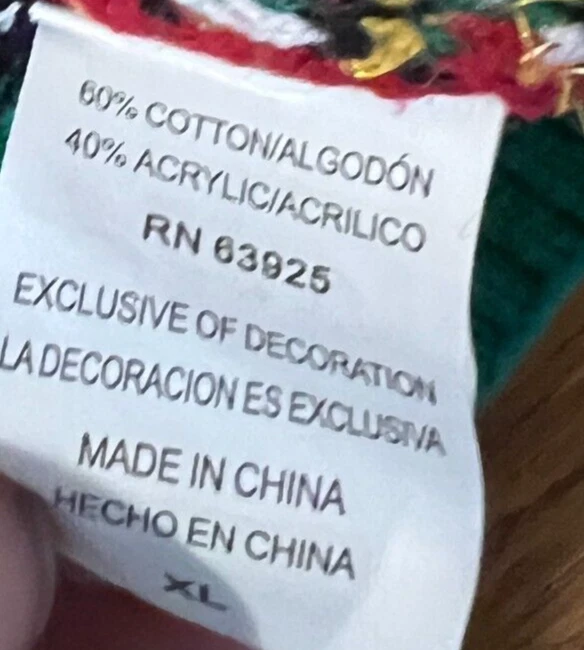 60% COTTON/ALGODÓN
40% ACRYLIC/ACRILICO
RN 63925
EXCLUSIVE OF DECORATION
LA DECORACION ES EXCLUSIVA
MADE IN CHINA
HECHO EN CHINA
XL